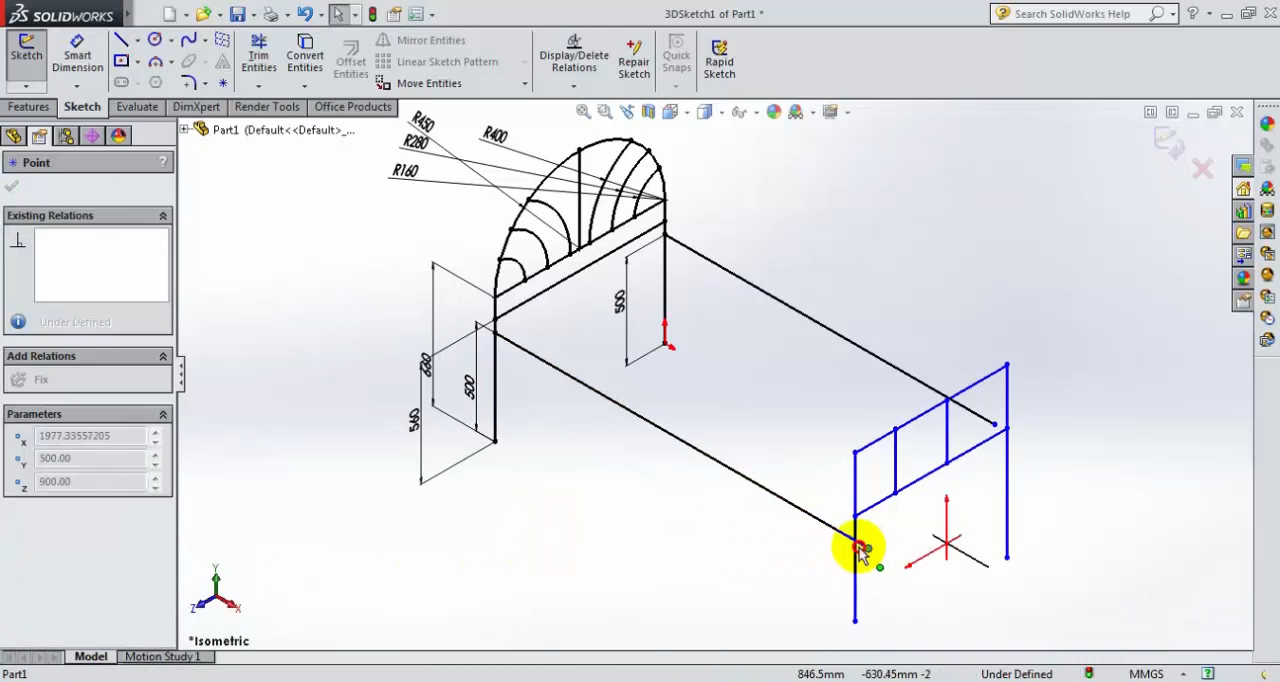 SOLIDWORKS
3DSketch1 of Part1 *
Search SolidWorks Help
Sketch
Smart Dimension
Trim Entities
Convert Entities
Offset Entities
Mirror Entities
Linear Sketch Pattern
Move Entities
Display/Delete Relations
Repair Sketch
Quick Snaps
Rapid Sketch
Features
Sketch
Evaluate
DimXpert
Render Tools
Office Products
Part1 (Default<<Default>_...
Point
?
Existing Relations
Under Defined
Add Relations
Fix
Parameters
X 1977.33557205
Y 500.00
Z 900.00
R450
R400
R280
R160
500
500
560
Y
Z
X
*Isometric
Model
Motion Study 1
Part1
846.5mm
-630.45mm -2
Under Defined
MMGS